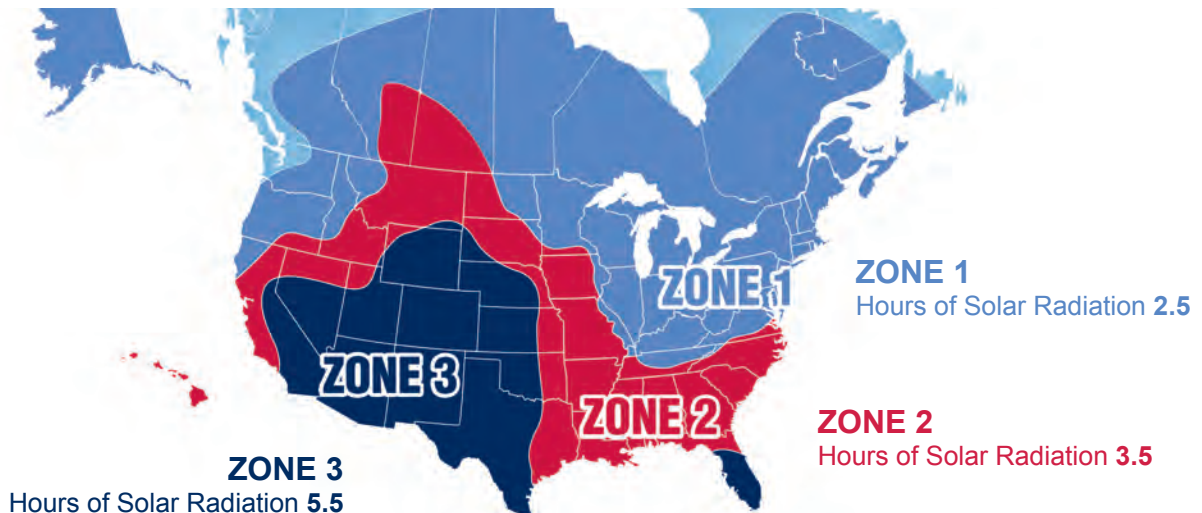 ZONE 1
ZONE 1
Hours of Solar Radiation 2.5
ZONE 3
ZONE 2
ZONE 2
Hours of Solar Radiation 3.5
ZONE 3
Hours of Solar Radiation 5.5